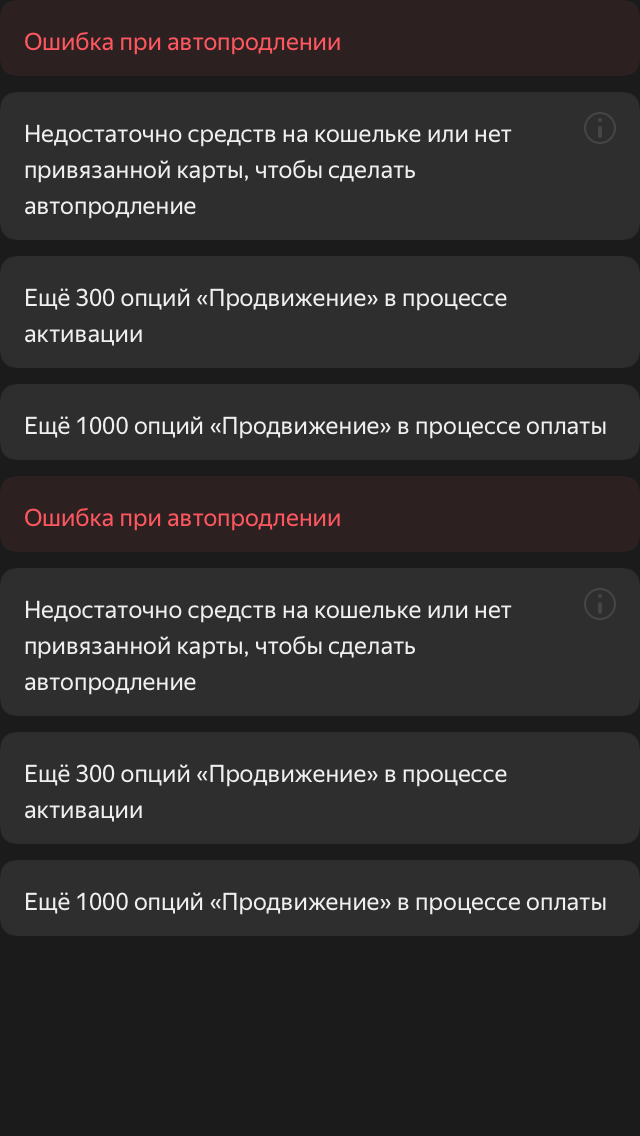 Ошибка при автопродлении
Недостаточно средств на кошельке или нет
привязанной карты, чтобы сделать
автопродление
Ещё 300 опций «Продвижение» в процессе
активации
Ещё 1000 опций «Продвижение» в процессе оплаты
Ошибка при автопродлении
Недостаточно средств на кошельке или нет
привязанной карты, чтобы сделать
автопродление
Ещё 300 опций «Продвижение» в процессе
активации
Ещё 1000 опций «Продвижение» в процессе оплаты